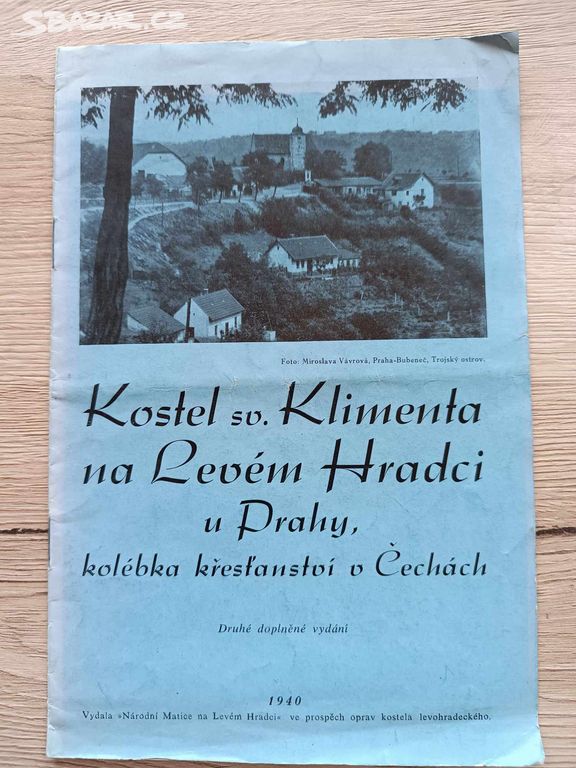 SBAZAR.CZ
Foto: Miroslava Vávrová, Praha-Bubeneč, Trojský ostrov.
Kostel sv. Klimenta
na Levém Hradci
u Prahy,
kolébka křesťanství v Čechách
Druhé doplněné vydání
1940
Vydala »Národní Matice na Levém Hradci« ve prospěch oprav kostela levohradeckého.